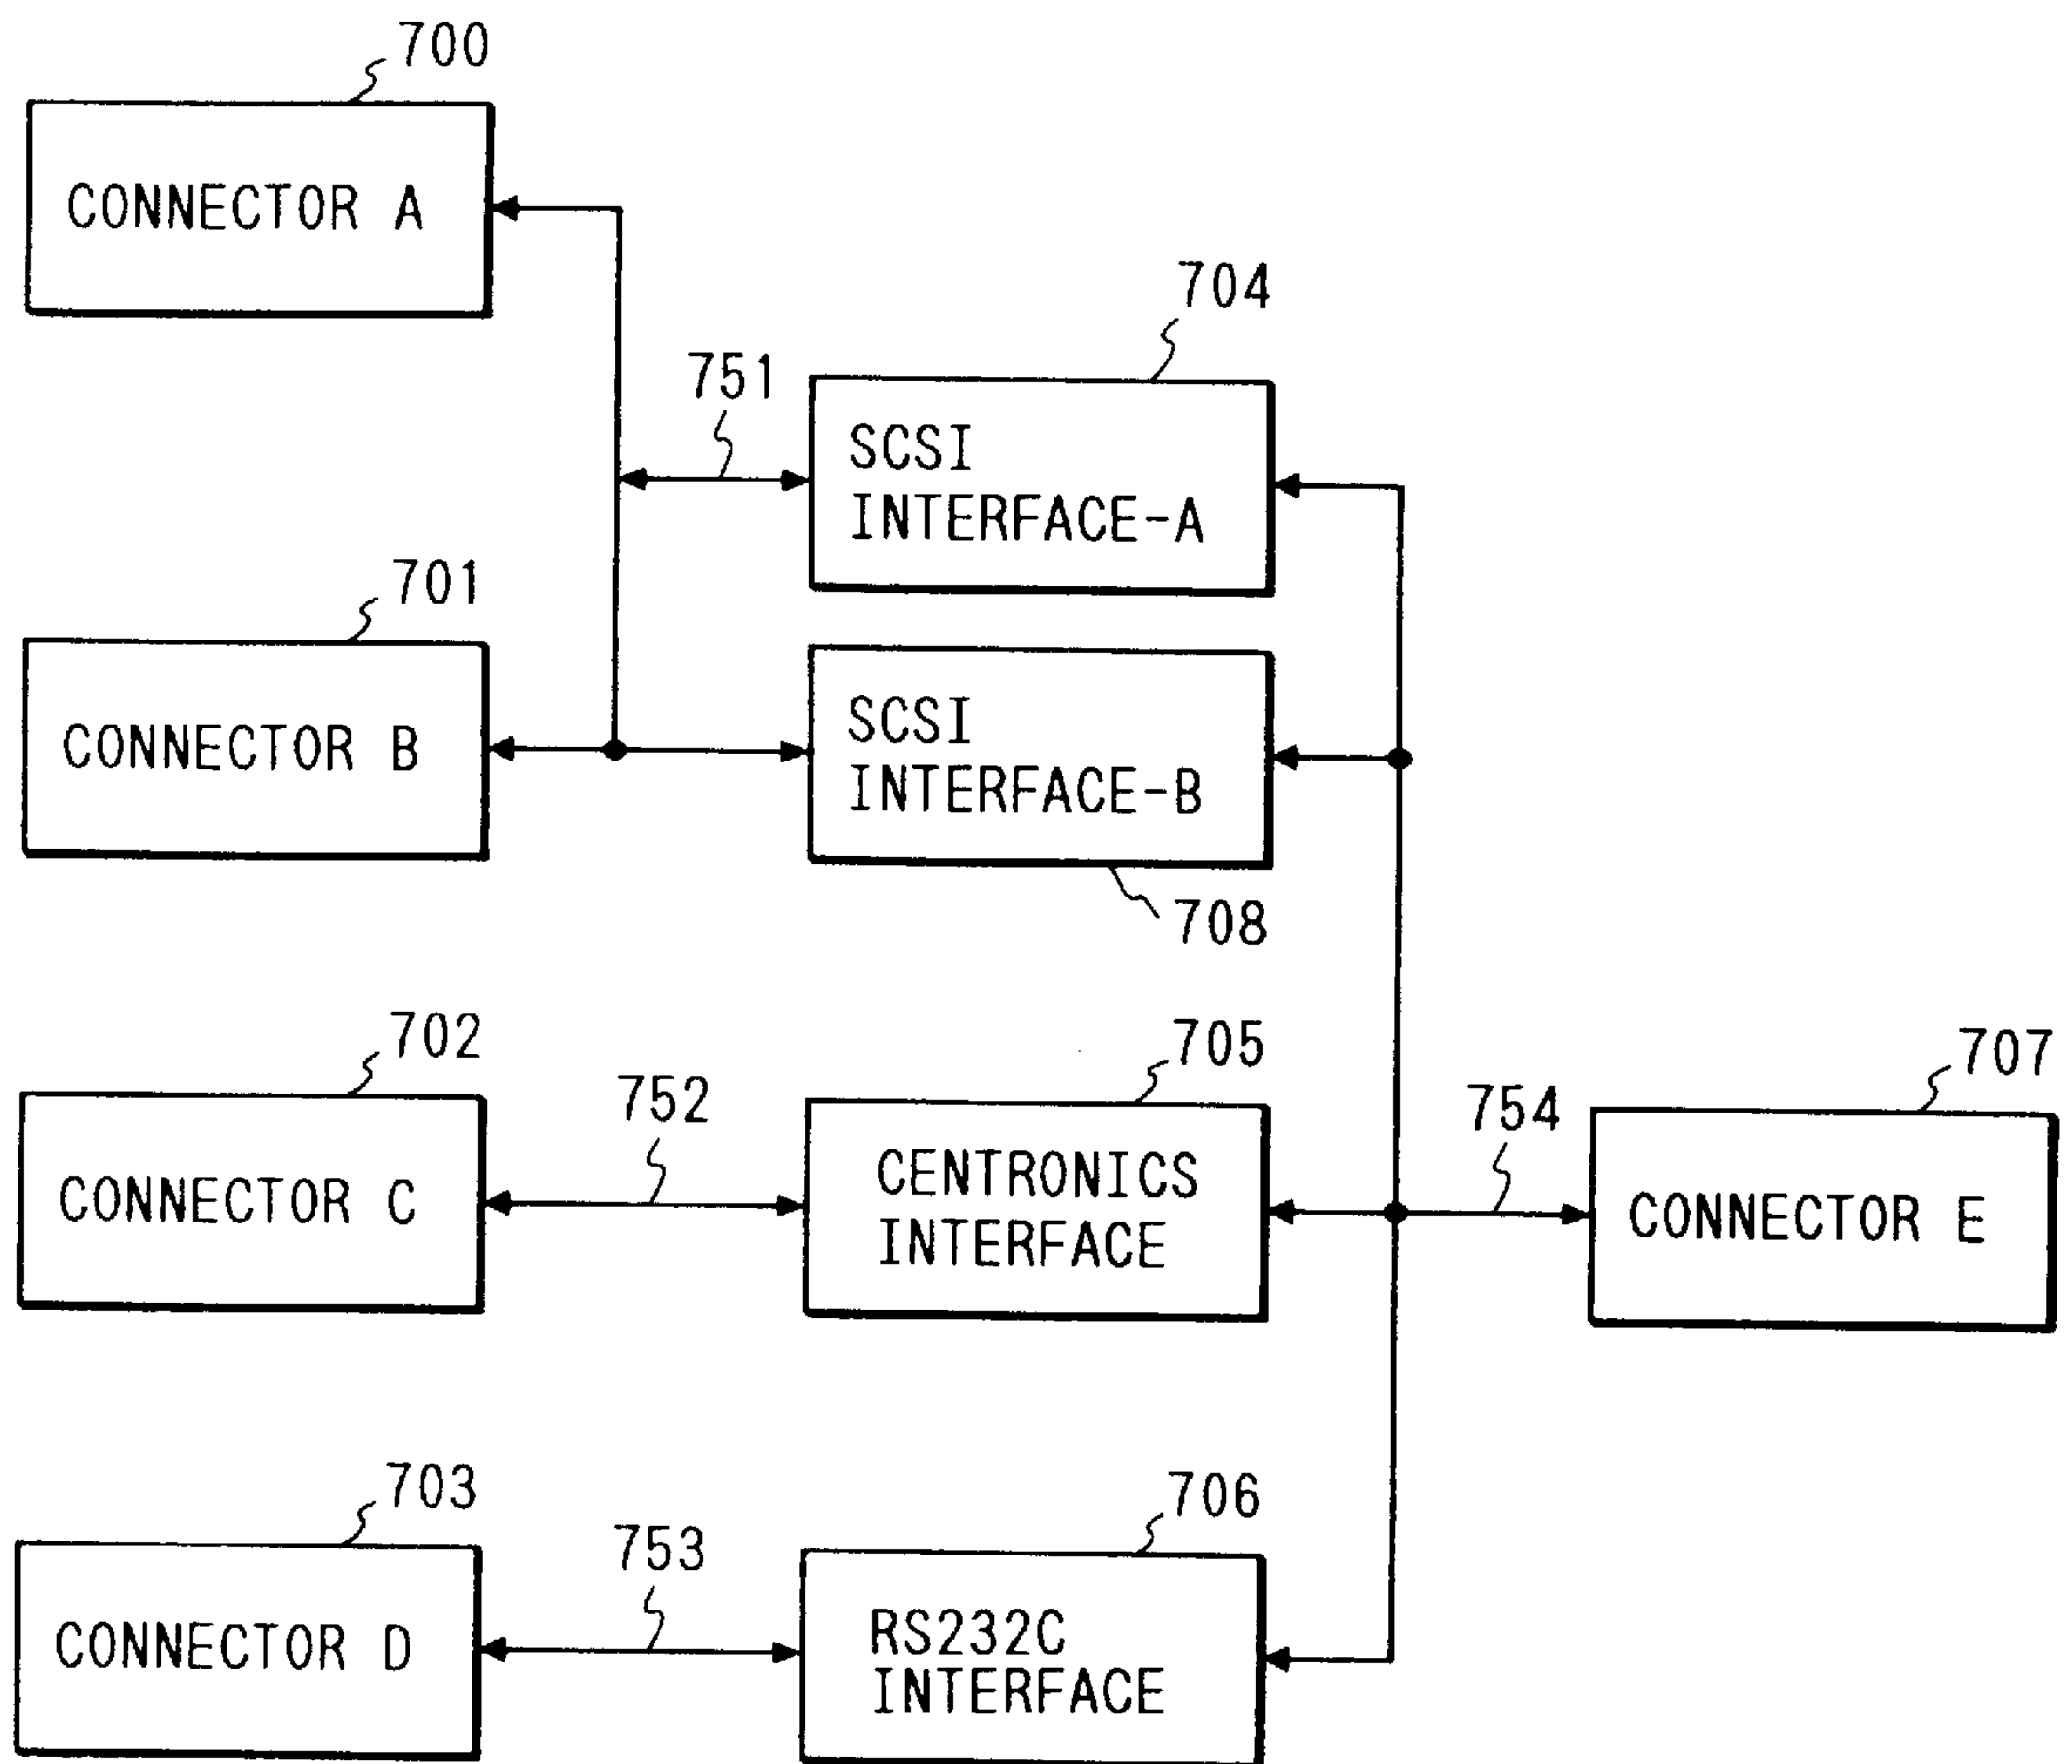 700
CONNECTOR A
704
751
SCSI
INTERFACE-A
701
CONNECTOR B
SCSI
INTERFACE-B
708
702
CONNECTOR C
752
705
CENTRONICS
INTERFACE
754
707
CONNECTOR E
703
CONNECTOR D
753
706
RS232C
INTERFACE